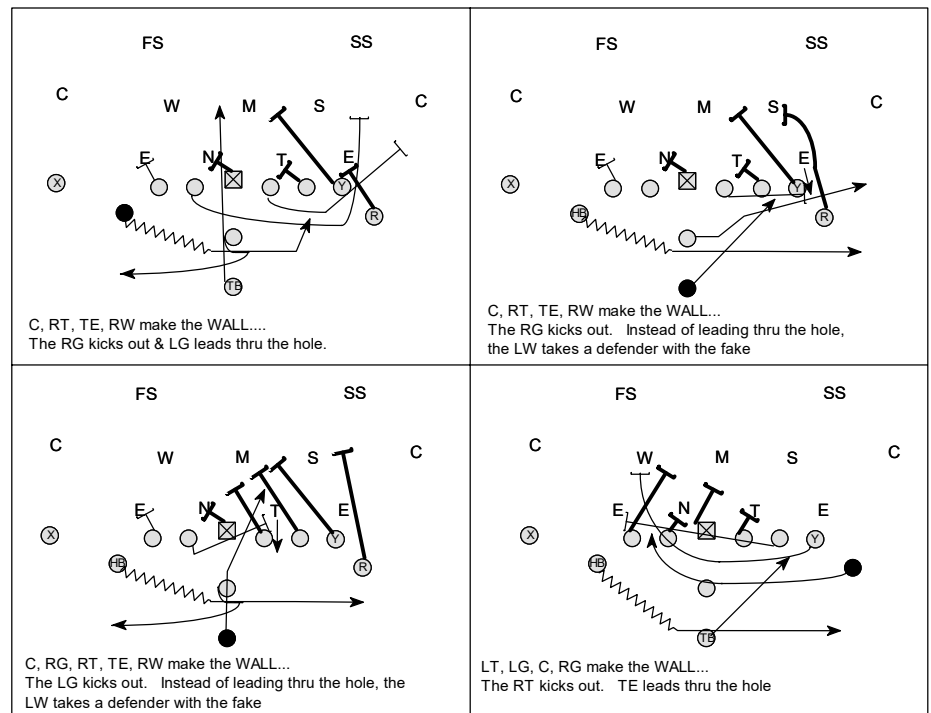 FS SS
C C
W M S
E N T E
X Y
R
TB
C, RT, TE, RW make the WALL....
The RG kicks out & LG leads thru the hole.
FS SS
C C
W M S
E N T E
X Y
HB R
C, RT, TE, RW make the WALL...
The RG kicks out. Instead of leading thru the hole,
the LW takes a defender with the fake
FS SS
C C
W M S
E N T E
X Y
HB R
C, RG, RT, TE, RW make the WALL...
The LG kicks out. Instead of leading thru the hole, the
LW takes a defender with the fake
FS SS
C C
W M S
E N T E
X Y
HB
TB
LT, LG, C, RG make the WALL...
The RT kicks out. TE leads thru the hole